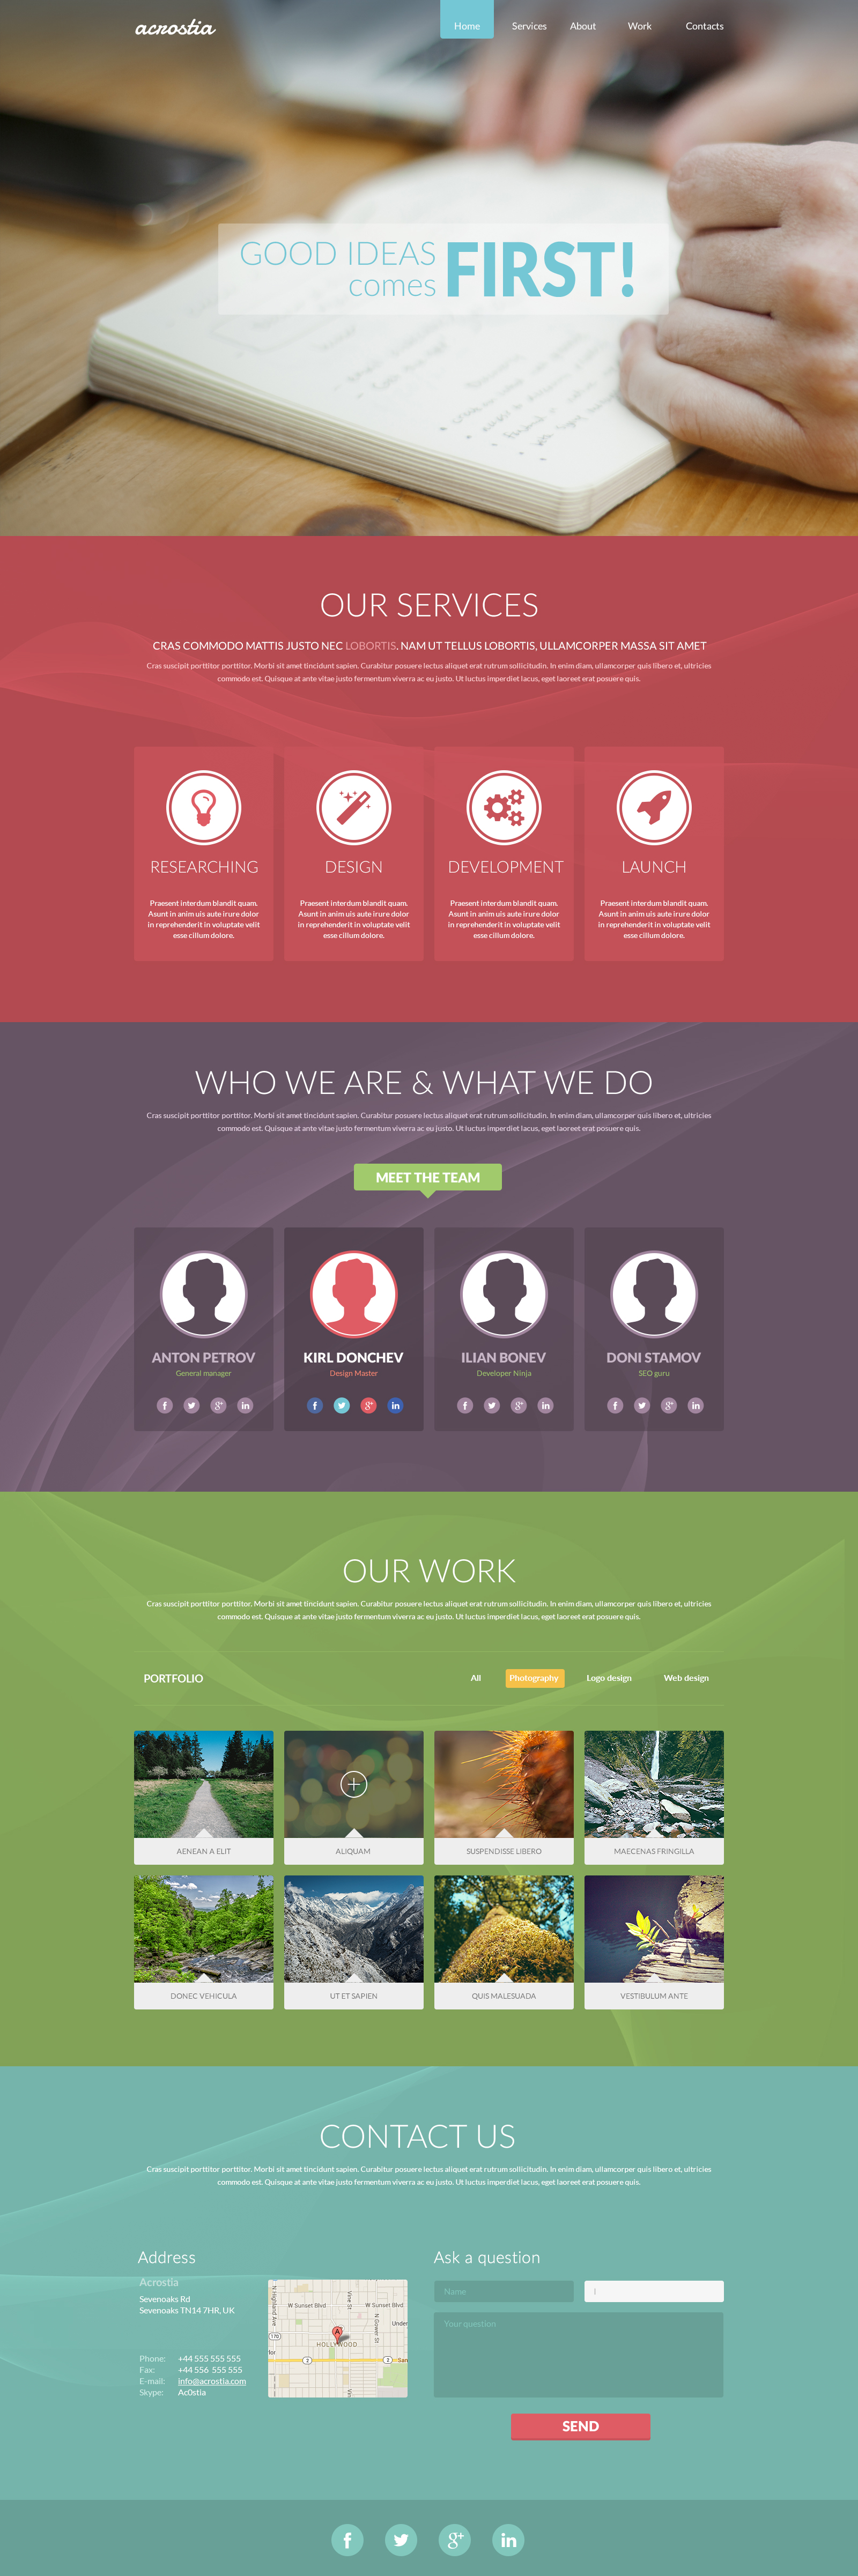 acrostia
Home Services About Work Contacts
GOOD IDEAS
comes FIRST!
OUR SERVICES
CRAS COMMODO MATTIS JUSTO NEC LOBORTIS. NAM UT TELLUS LOBORTIS, ULLAMCORPER MASSA SIT AMET
Cras suscipit porttitor porttitor. Morbi sit amet tincidunt sapien. Curabitur posuere lectus aliquet erat rutrum sollicitudin. In enim diam, ullamcorper quis libero et, ultricies
commodo est. Quisque at ante vitae justo fermentum viverra ac eu justo. Ut luctus imperdiet lacus, eget laoreet erat posuere quis.
RESEARCHING
Praesent interdum blandit quam.
Asunt in anim uis aute irure dolor
in reprehenderit in voluptate velit
esse cillum dolore.
DESIGN
Praesent interdum blandit quam.
Asunt in anim uis aute irure dolor
in reprehenderit in voluptate velit
esse cillum dolore.
DEVELOPMENT
Praesent interdum blandit quam.
Asunt in anim uis aute irure dolor
in reprehenderit in voluptate velit
esse cillum dolore.
LAUNCH
Praesent interdum blandit quam.
Asunt in anim uis aute irure dolor
in reprehenderit in voluptate velit
esse cillum dolore.
WHO WE ARE & WHAT WE DO
Cras suscipit porttitor porttitor. Morbi sit amet tincidunt sapien. Curabitur posuere lectus aliquet erat rutrum sollicitudin. In enim diam, ullamcorper quis libero et, ultricies
commodo est. Quisque at ante vitae justo fermentum viverra ac eu justo. Ut luctus imperdiet lacus, eget laoreet erat posuere quis.
MEET THE TEAM
ANTON PETROV
General manager
KIRL DONCHEV
Design Master
ILIAN BONEV
Developer Ninja
DONI STAMOV
SEO guru
OUR WORK
Cras suscipit porttitor porttitor. Morbi sit amet tincidunt sapien. Curabitur posuere lectus aliquet erat rutrum sollicitudin. In enim diam, ullamcorper quis libero et, ultricies
commodo est. Quisque at ante vitae justo fermentum viverra ac eu justo. Ut luctus imperdiet lacus, eget laoreet erat posuere quis.
PORTFOLIO All Photography Logo design Web design
AENEAN A ELIT
ALIQUAM
SUSPENDISSE LIBERO
MAECENAS FRINGILLA
DONEC VEHICULA
UT ET SAPIEN
QUIS MALESUADA
VESTIBULUM ANTE
CONTACT US
Cras suscipit porttitor porttitor. Morbi sit amet tincidunt sapien. Curabitur posuere lectus aliquet erat rutrum sollicitudin. In enim diam, ullamcorper quis libero et, ultricies
commodo est. Quisque at ante vitae justo fermentum viverra ac eu justo. Ut luctus imperdiet lacus, eget laoreet erat posuere quis.
Address
Acrostia
Sevenoaks Rd
Sevenoaks TN14 7HR, UK
Phone: +44 555 555 555
Fax: +44 556 555 555
E-mail: info@acrostia.com
Skype: Ac0stia
N Highland Ave
W Sunset Blvd
Vine St
W Sunset Blvd
N Gower St
HOLLYWOOD
A
170
2
2
Ask a question
Name
Your question
SEND